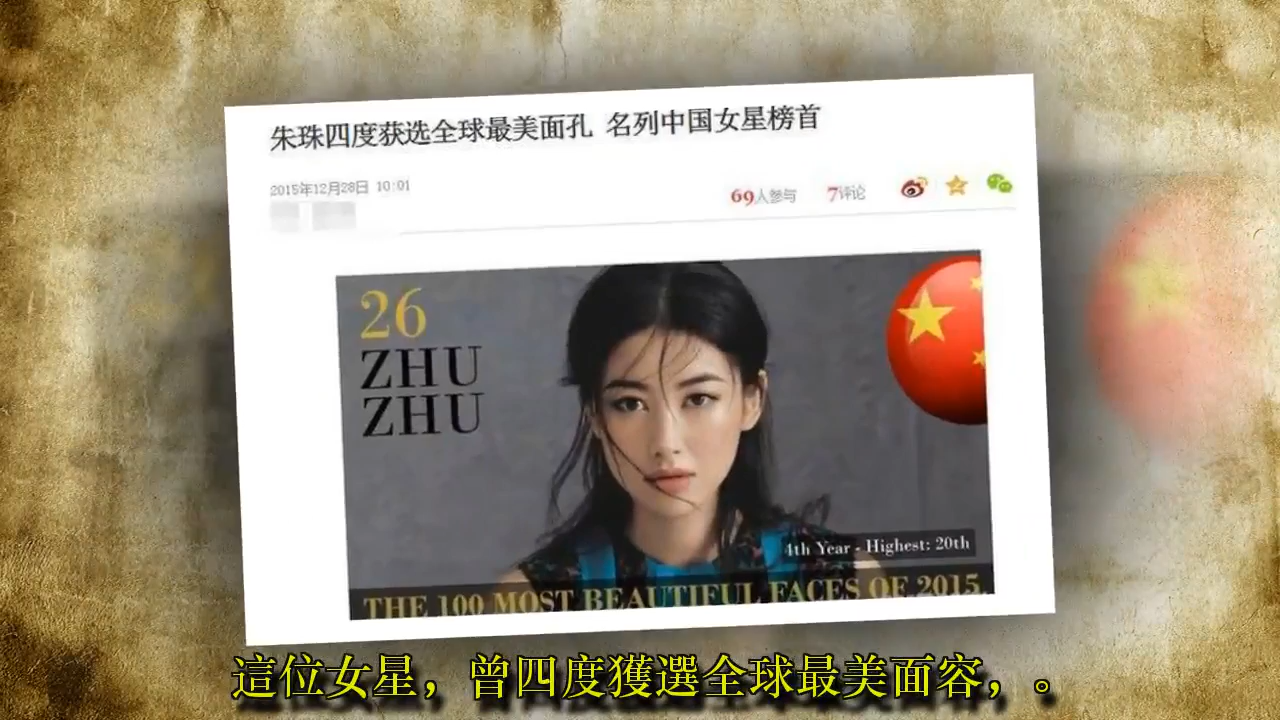 朱珠四度获选全球最美面孔 名列中国女星榜首
2015年12月28日 10:01
69人参与 7评论
26
ZHU
ZHU
4th Year - Highest: 20th
THE 100 MOST BEAUTIFUL FACES OF 2015
這位女星，曾四度獲選全球最美面容，。